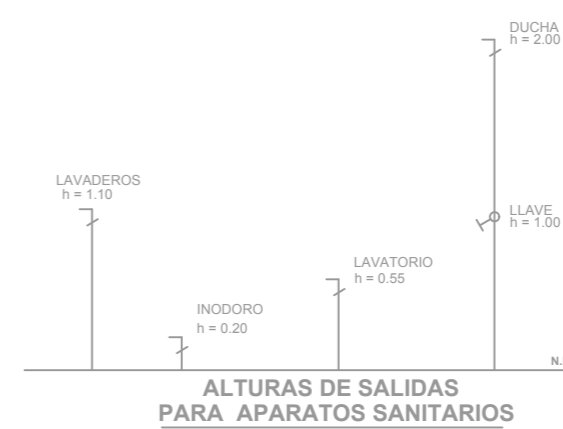 DUCHA
h = 2.00
LAVADEROS
h = 1.10
LLAVE
h = 1.00
LAVATORIO
h = 0.55
INODORO
h = 0.20
N.
ALTURAS DE SALIDAS
PARA APARATOS SANITARIOS